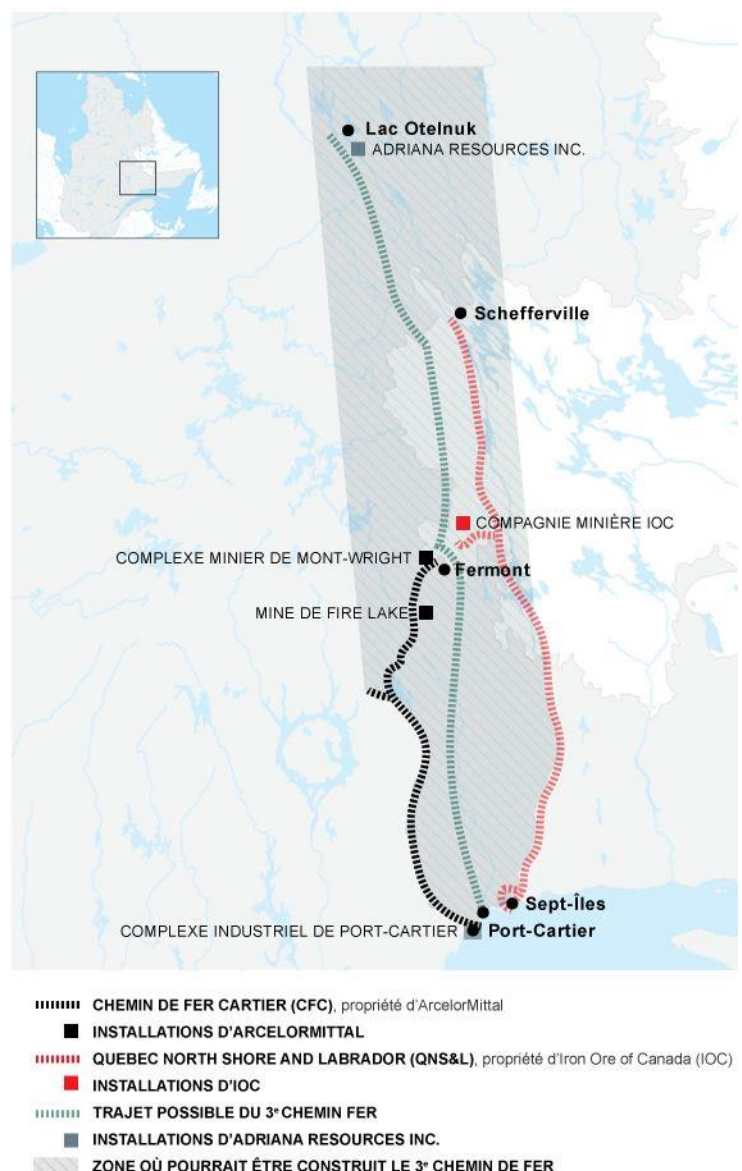 Lac Otelnuk
ADRIANA RESOURCES INC.
Schefferville
COMPAGNIE MINIÈRE IOC
COMPLEXE MINIER DE MONT-WRIGHT
Fermont
MINE DE FIRE LAKE
Sept-Îles
COMPLEXE INDUSTRIEL DE PORT-CARTIER
Port-Cartier
CHEMIN DE FER CARTIER (CFC), propriété d'ArcelorMittal
INSTALLATIONS D'ARCELORMITTAL
QUEBEC NORTH SHORE AND LABRADOR (QNS&L), propriété d'Iron Ore of Canada (IOC)
INSTALLATIONS D'IOC
TRAJET POSSIBLE DU 3e CHEMIN FER
INSTALLATIONS D'ADRIANA RESOURCES INC.
ZONE OÙ POURRAIT ÊTRE CONSTRUIT LE 3e CHEMIN DE FER